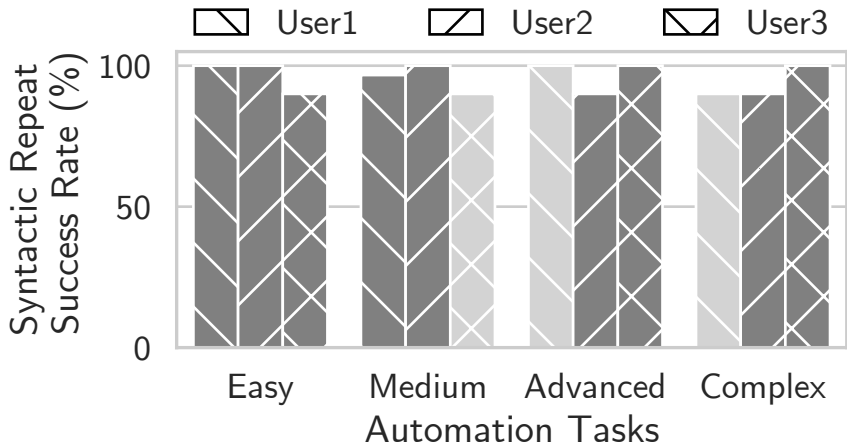 User1 User2 User3
Syntactic Repeat
Success Rate (%)
100
50
0
Easy Medium Advanced Complex
Automation Tasks